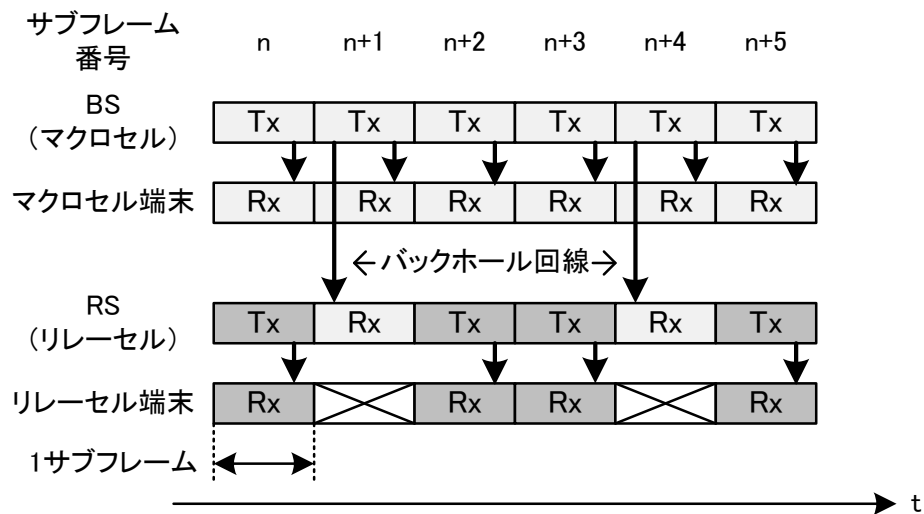 サブフレーム
番号
n n+1 n+2 n+3 n+4 n+5
BS
(マクロセル)
Tx Tx Tx Tx Tx Tx
マクロセル端末
Rx Rx Rx Rx Rx Rx
←バックホール回線→
RS
(リレーセル)
Tx Rx Tx Tx Rx Tx
リレーセル端末
Rx Rx Rx Rx
1サブフレーム
t